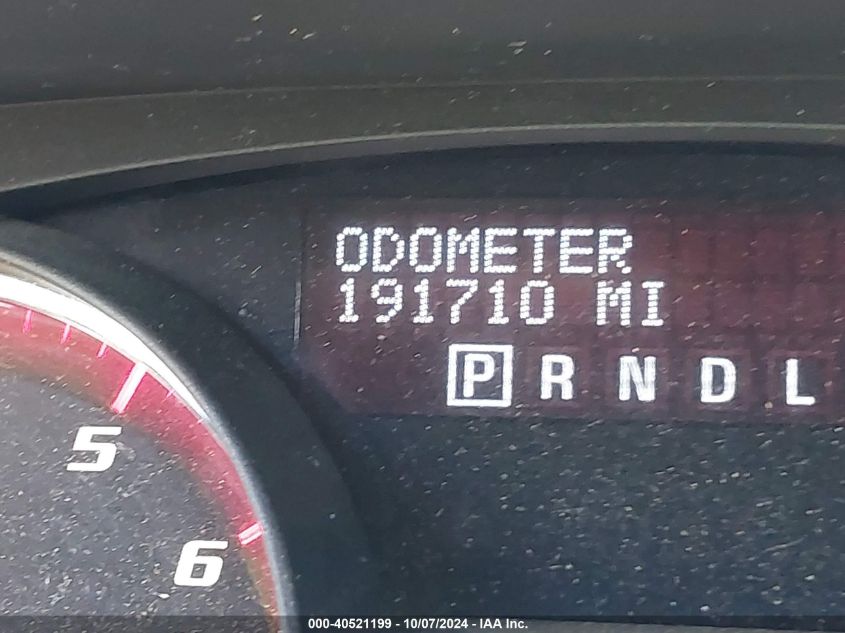 ODOMETER
191710 MI
P R N D L
5
6
000-40521199 - 10/07/2024 - IAA Inc.